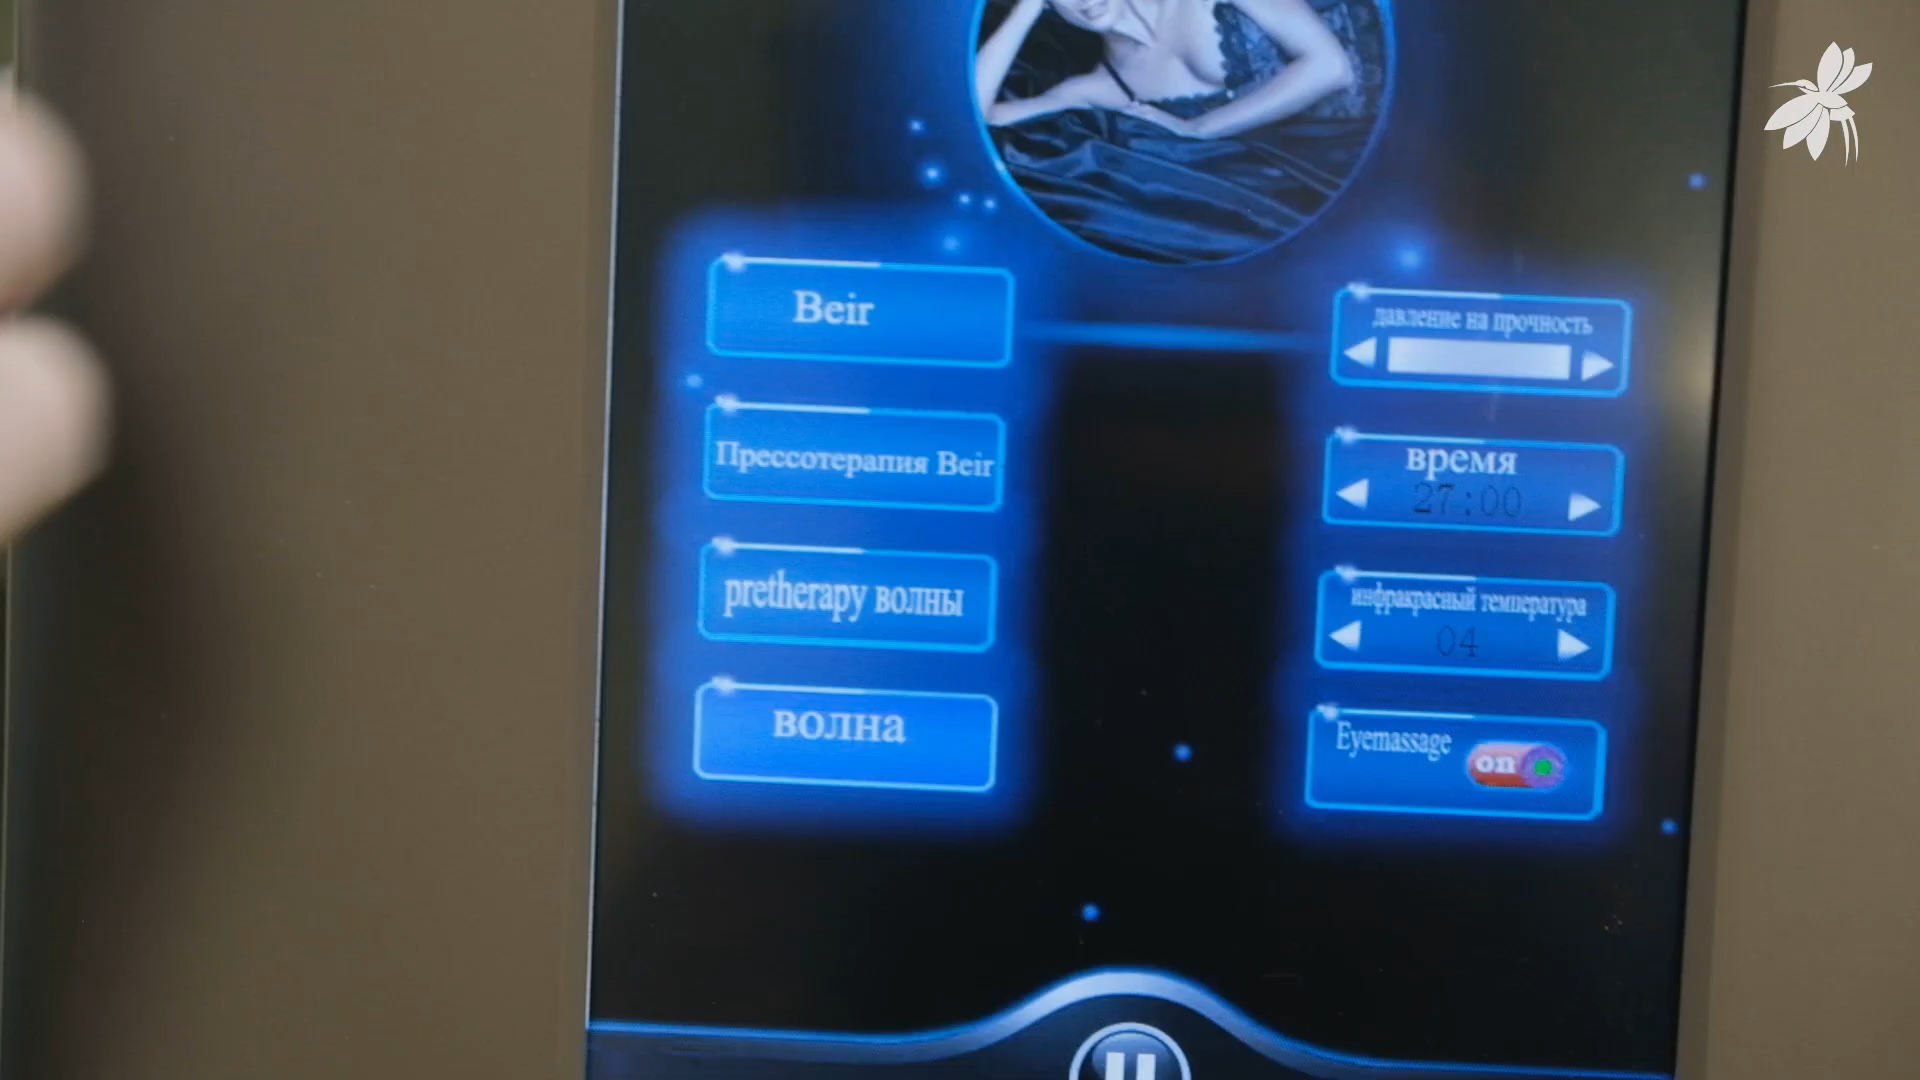 Beir
Прессотерапия Beir
pretherapy волны
волна
давление на прочность
время
27:00
инфракрасный температура
04
Eyemassage
on